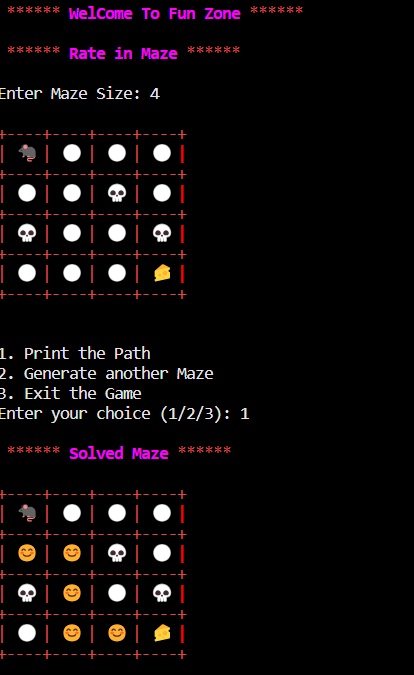 ****** WelCome To Fun Zone ******
****** Rate in Maze ******
Enter Maze Size: 4
+----+----+----+----+
| 🐀 | ⚪ | ⚪ | ⚪ |
+----+----+----+----+
| ⚪ | ⚪ | 💀 | ⚪ |
+----+----+----+----+
| 💀 | ⚪ | ⚪ | 💀 |
+----+----+----+----+
| ⚪ | ⚪ | ⚪ | 🧀 |
+----+----+----+----+
1. Print the Path
2. Generate another Maze
3. Exit the Game
Enter your choice (1/2/3): 1
****** Solved Maze ******
+----+----+----+----+
| 🐀 | ⚪ | ⚪ | ⚪ |
+----+----+----+----+
| 😊 | 😊 | 💀 | ⚪ |
+----+----+----+----+
| 💀 | 😊 | ⚪ | 💀 |
+----+----+----+----+
| ⚪ | 😊 | 😊 | 🧀 |
+----+----+----+----+